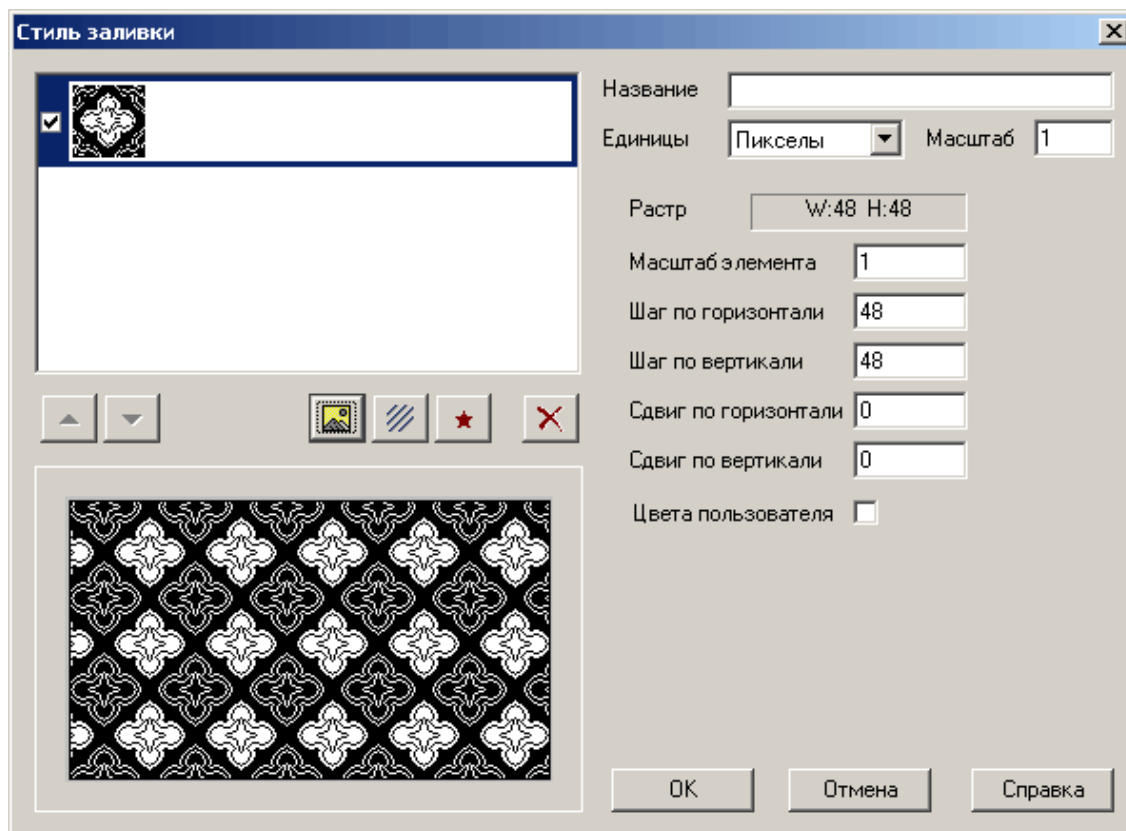 Стиль заливки
Название
Единицы Пикселы Масштаб 1
Растр W:48 H:48
Масштаб элемента 1
Шаг по горизонтали 48
Шаг по вертикали 48
Сдвиг по горизонтали 0
Сдвиг по вертикали 0
Цвета пользователя
OK Отмена Справка